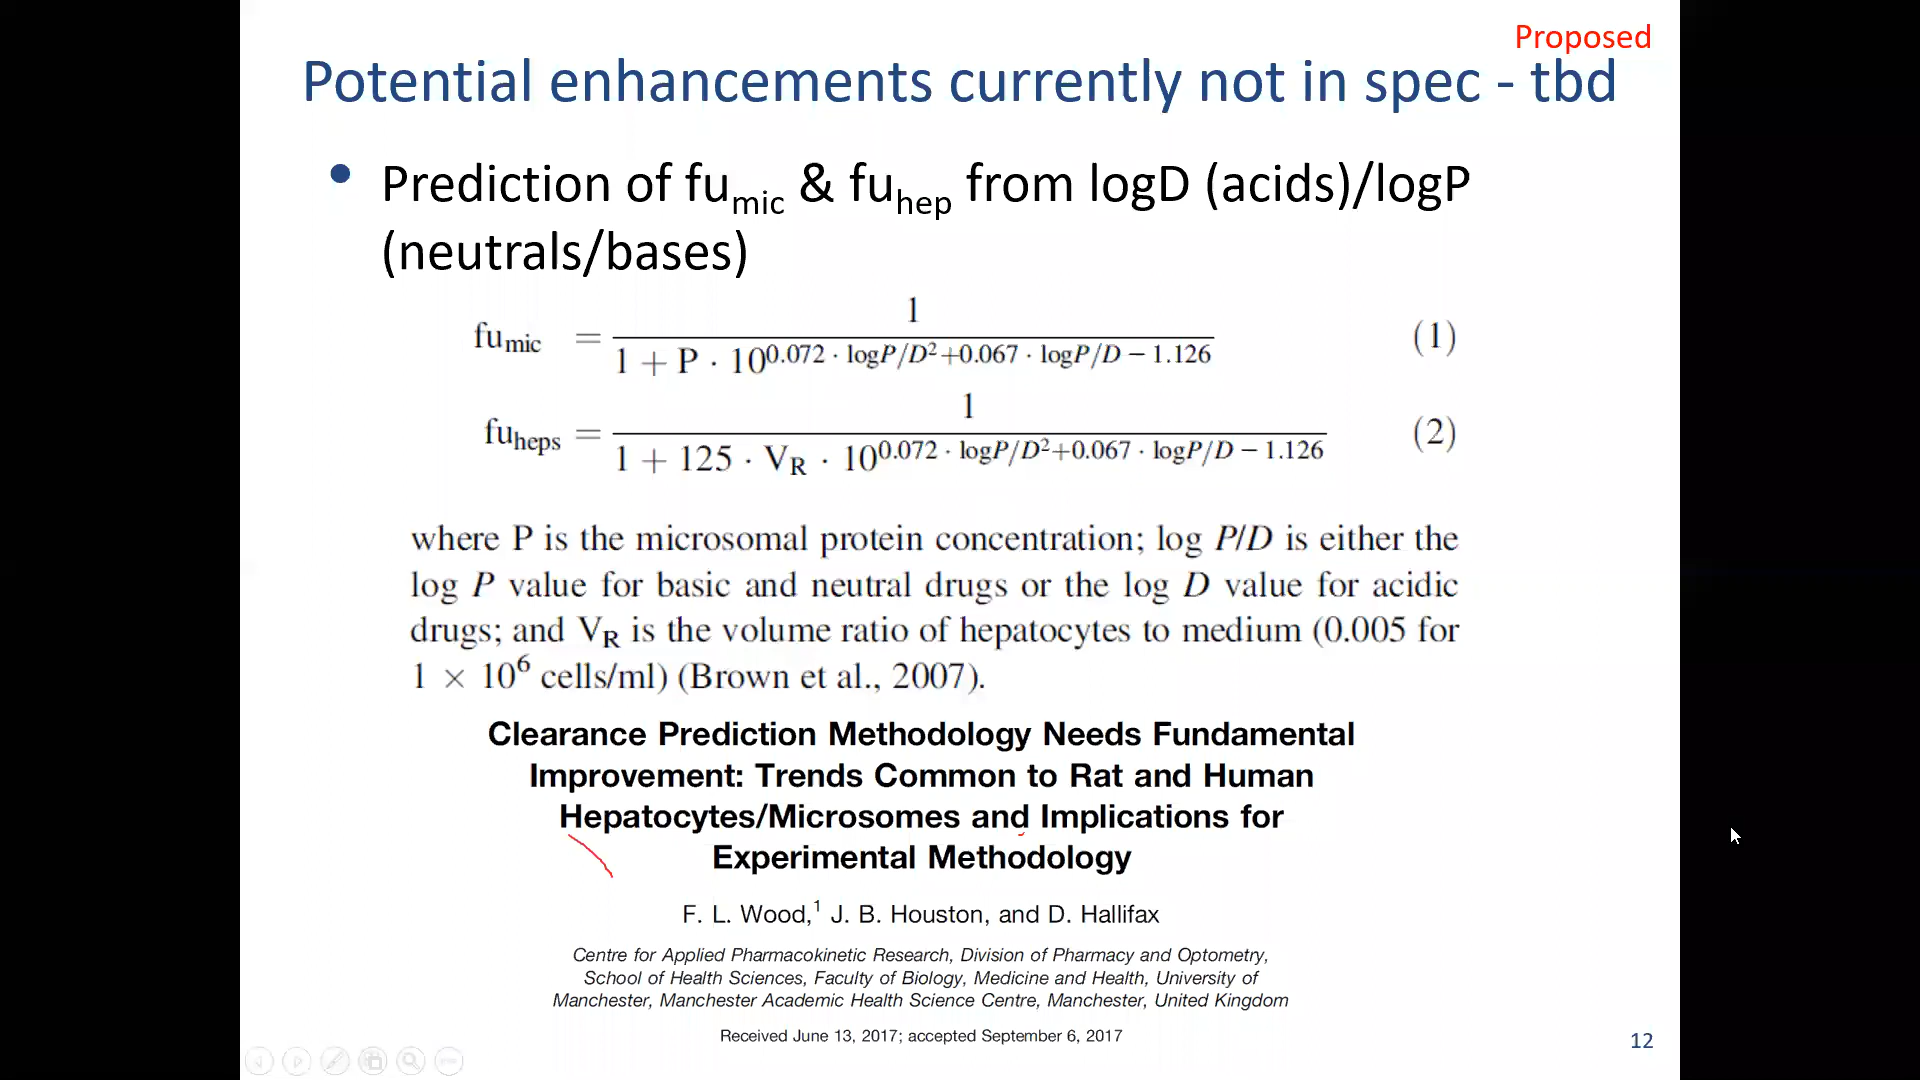 Proposed
Potential enhancements currently not in spec - tbd
• Prediction of fu_mic & fu_hep from logD (acids)/logP
(neutrals/bases)
fu_mic = 1 / (1 + P · 10^(0.072 · logP/D² + 0.067 · logP/D − 1.126)) (1)
fu_heps = 1 / (1 + 125 · V_R · 10^(0.072 · logP/D² + 0.067 · logP/D − 1.126)) (2)
where P is the microsomal protein concentration; log P/D is either the
log P value for basic and neutral drugs or the log D value for acidic
drugs; and V_R is the volume ratio of hepatocytes to medium (0.005 for
1 × 10⁶ cells/ml) (Brown et al., 2007).
Clearance Prediction Methodology Needs Fundamental
Improvement: Trends Common to Rat and Human
Hepatocytes/Microsomes and Implications for
Experimental Methodology
F. L. Wood,¹ J. B. Houston, and D. Hallifax
Centre for Applied Pharmacokinetic Research, Division of Pharmacy and Optometry,
School of Health Sciences, Faculty of Biology, Medicine and Health, University of
Manchester, Manchester Academic Health Science Centre, Manchester, United Kingdom
Received June 13, 2017; accepted September 6, 2017
12